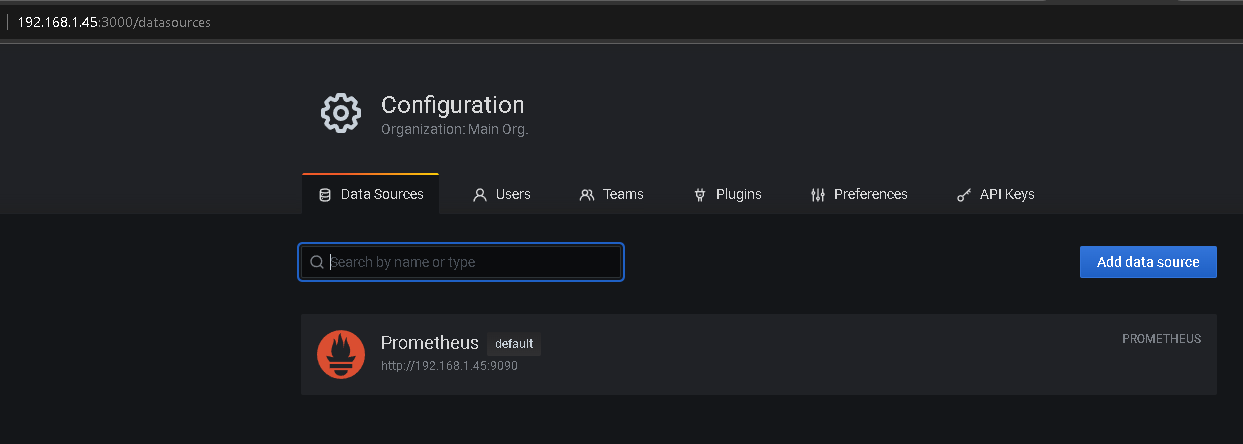 192.168.1.45:3000/datasources
Configuration
Organization: Main Org.
Data Sources Users Teams Plugins Preferences API Keys
Search by name or type Add data source
Prometheus default PROMETHEUS
http://192.168.1.45:9090